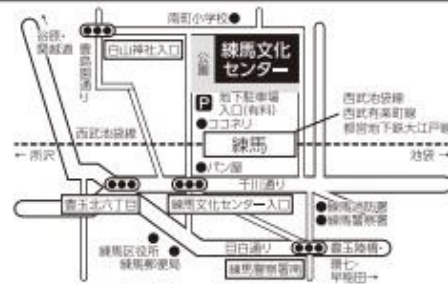 南町小学校
谷原・
関越道
豊島園通り
白山神社入口
公園
練馬文化
センター
P
地下駐車場
入口(有料)
ココネリ
西武池袋線
西武有楽町線
都営地下鉄大江戸線
西武池袋線
練馬
←所沢
池袋→
パン屋
千川通り
豊玉北六丁目
練馬文化センター入口
練馬消防署
練馬警察署
練馬区役所
練馬郵便局
目白通り
豊玉陸橋・
環七・
早稲田→
練馬警察署南